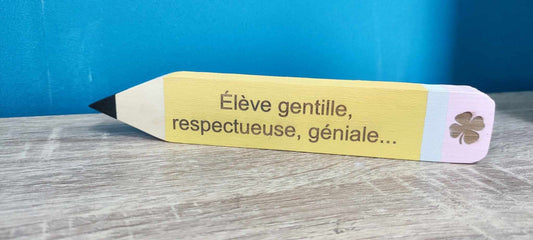 Élève gentille,
respectueuse, géniale...